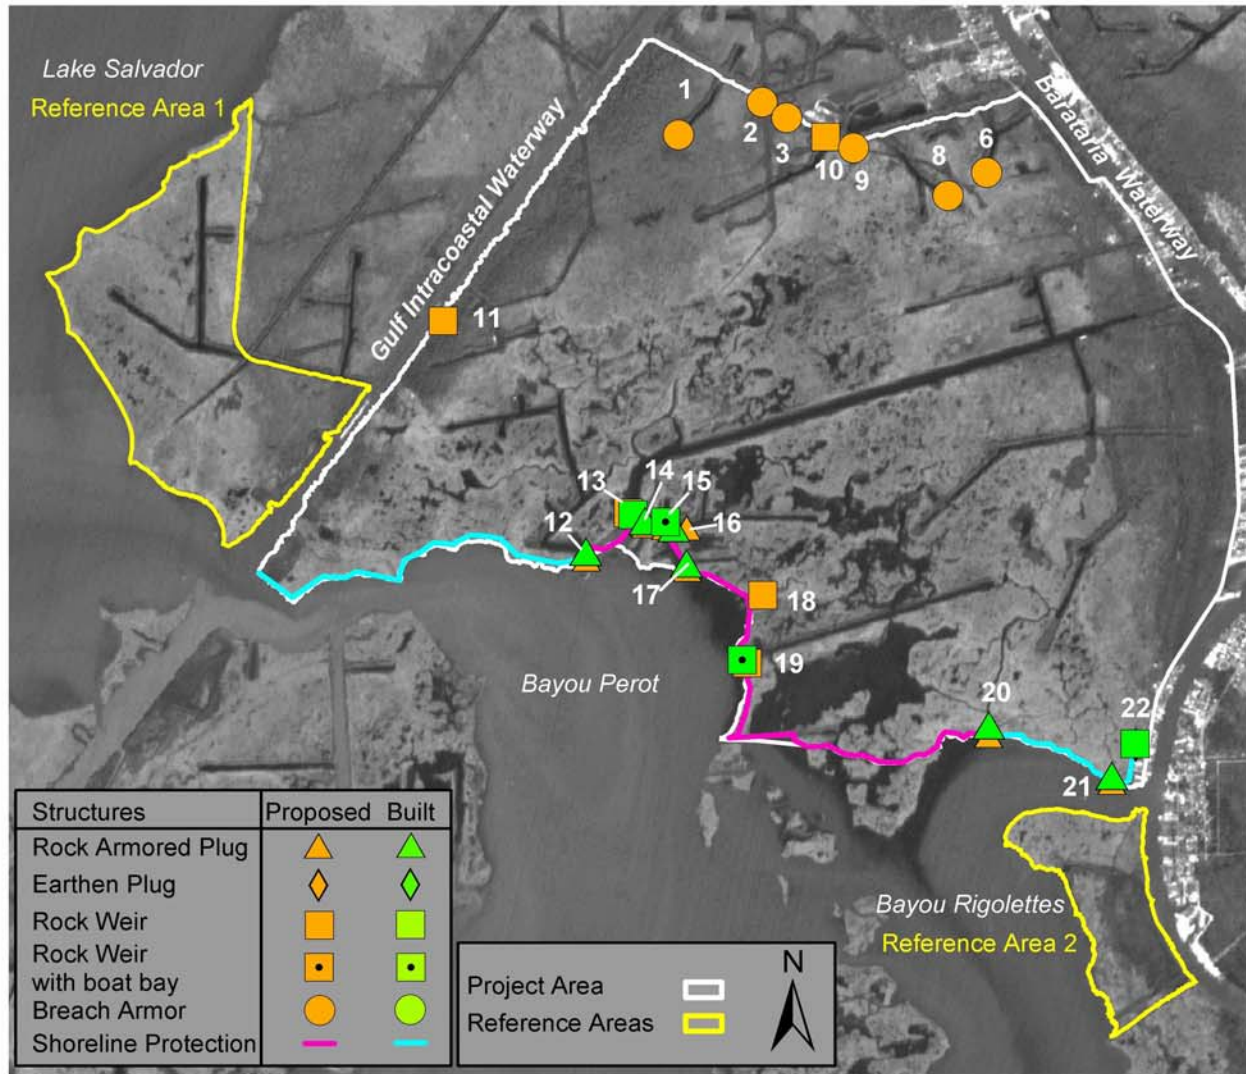 Lake Salvador
Reference Area 1
Gulf Intracoastal Waterway
Barataria Waterway
1
2
3
10
9
8
6
11
13
14
15
16
12
17
18
19
20
22
21
Bayou Perot
Bayou Rigolettes
Reference Area 2
Structures Proposed Built
Rock Armored Plug
Earthen Plug
Rock Weir
Rock Weir
with boat bay
Breach Armor
Shoreline Protection
Project Area
Reference Areas
N